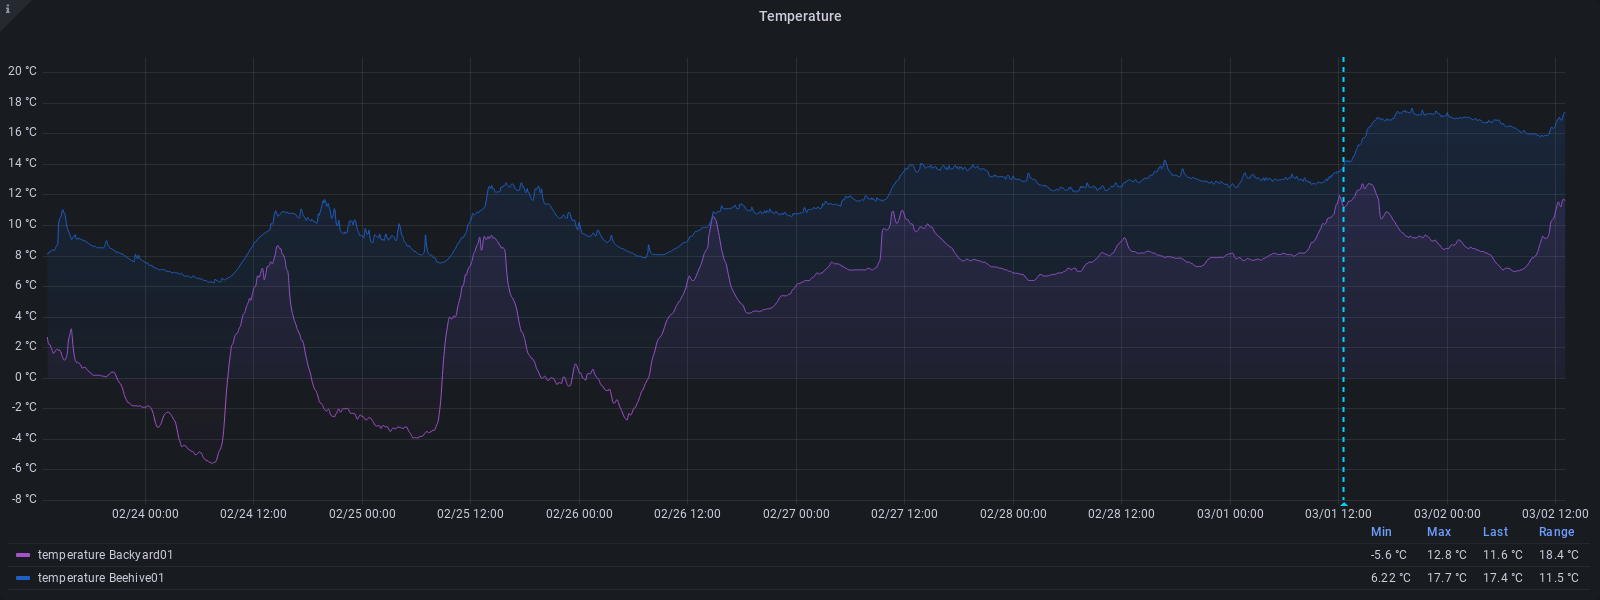 i
Temperature
20 °C
18 °C
16 °C
14 °C
12 °C
10 °C
8 °C
6 °C
4 °C
2 °C
0 °C
-2 °C
-4 °C
-6 °C
-8 °C
02/24 00:00 02/24 12:00 02/25 00:00 02/25 12:00 02/26 00:00 02/26 12:00 02/27 00:00 02/27 12:00 02/28 00:00 02/28 12:00 03/01 00:00 03/01 12:00 03/02 00:00 03/02 12:00
Min Max Last Range
temperature Backyard01 -5.6 °C 12.8 °C 11.6 °C 18.4 °C
temperature Beehive01 6.22 °C 17.7 °C 17.4 °C 11.5 °C